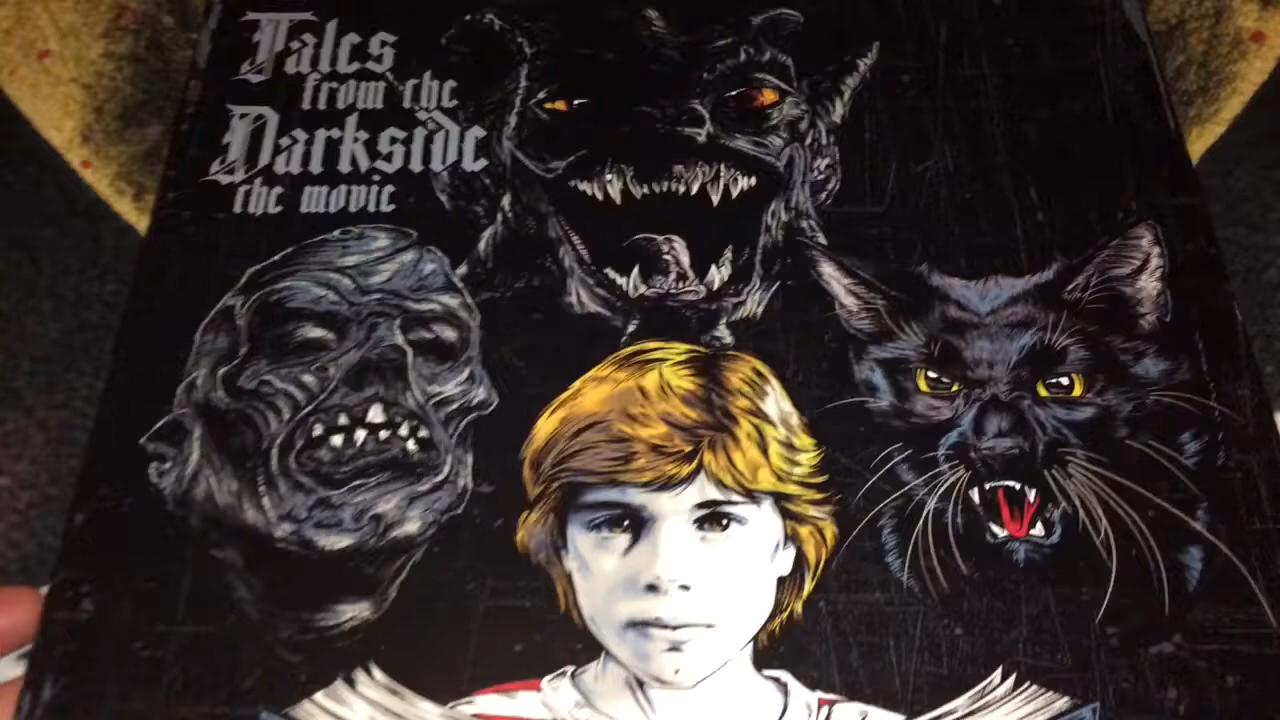 Tales
from the
Darkside
the movie